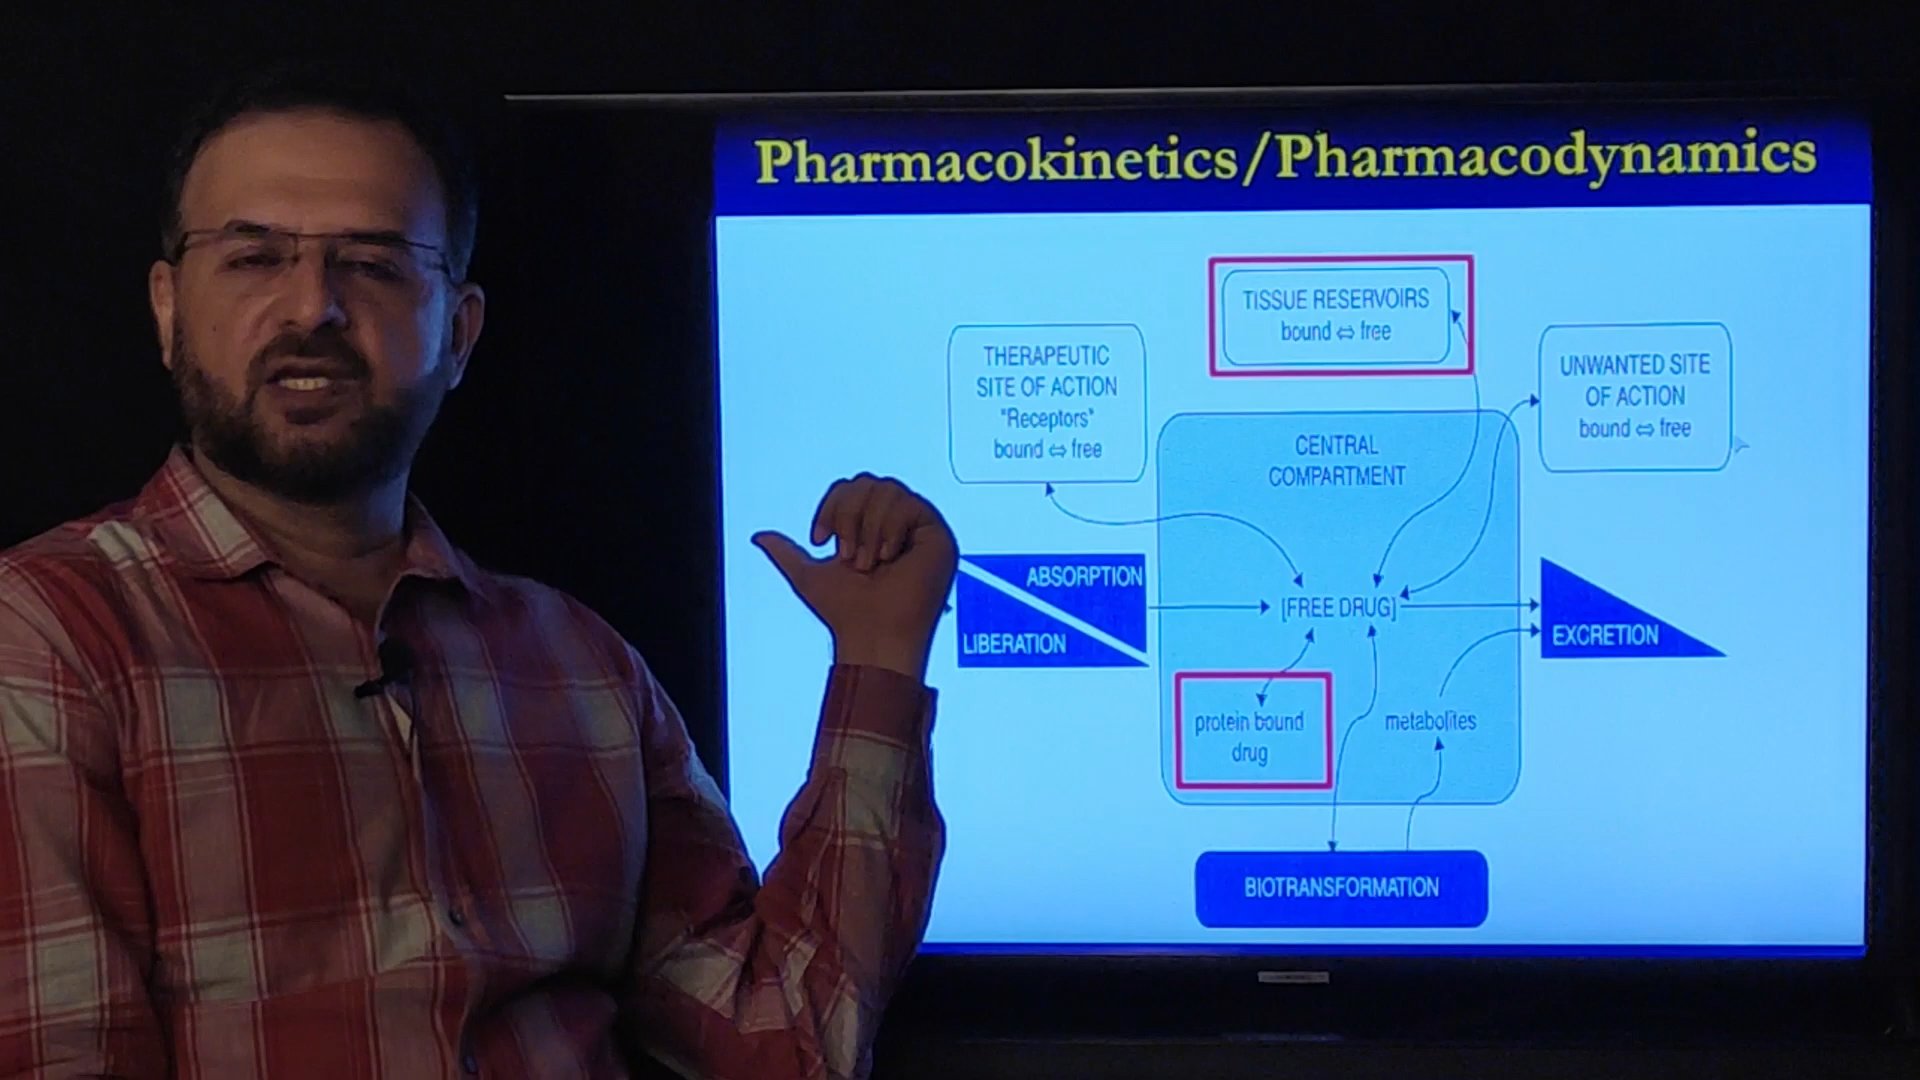 Pharmacokinetics/Pharmacodynamics
TISSUE RESERVOIRS
bound ⇔ free
THERAPEUTIC
SITE OF ACTION
"Receptors"
bound ⇔ free
UNWANTED SITE
OF ACTION
bound ⇔ free
CENTRAL
COMPARTMENT
ABSORPTION
LIBERATION
[FREE DRUG]
EXCRETION
protein bound
drug
metabolites
BIOTRANSFORMATION